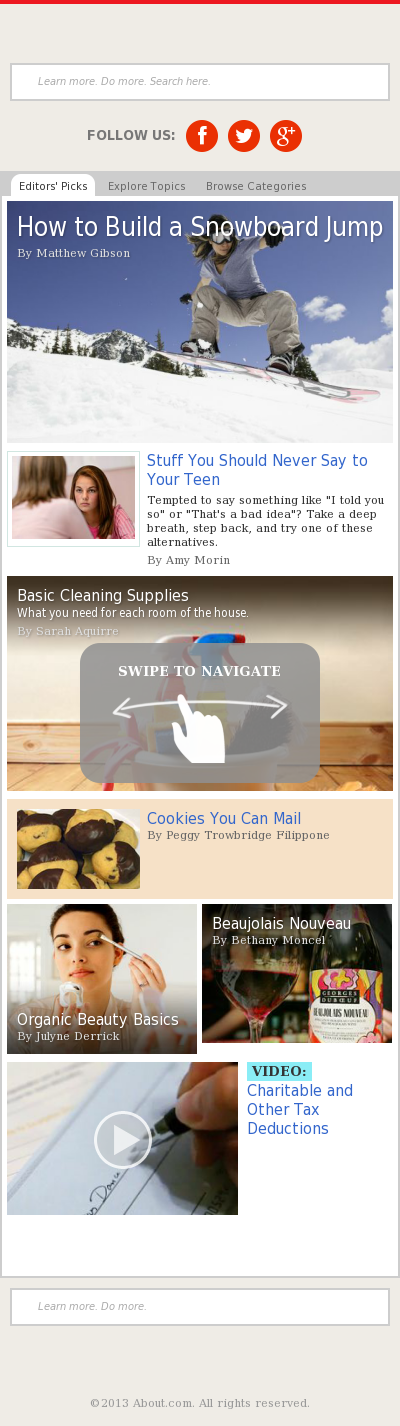 Learn more. Do more. Search here.
FOLLOW US:
Editors' Picks
Explore Topics
Browse Categories
How to Build a Snowboard Jump
By Matthew Gibson
Stuff You Should Never Say to
Your Teen
Tempted to say something like "I told you
so" or "That's a bad idea"? Take a deep
breath, step back, and try one of these
alternatives.
By Amy Morin
Basic Cleaning Supplies
What you need for each room of the house.
By Sarah Aguirre
SWIPE TO NAVIGATE
Cookies You Can Mail
By Peggy Trowbridge Filippone
Organic Beauty Basics
By Julyne Derrick
Beaujolais Nouveau
By Bethany Moncel
GEORGES
DUBŒUF
BEAUJOLAIS NOUVEAU
VIDEO:
Charitable and
Other Tax
Deductions
Learn more. Do more.
©2013 About.com. All rights reserved.